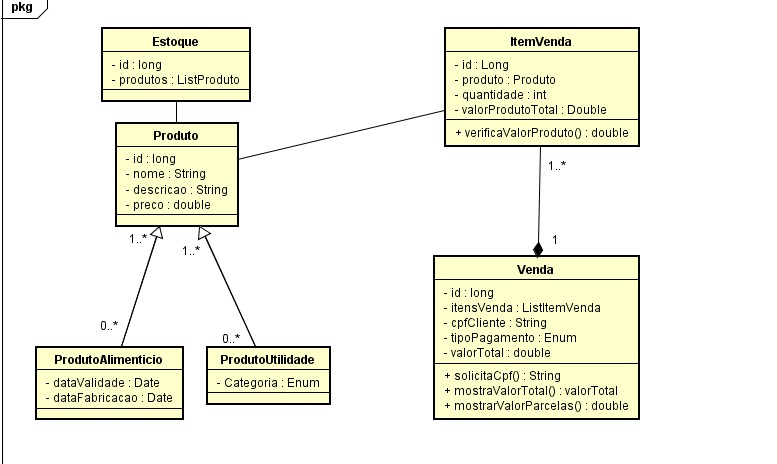 pkg
Estoque
- id : long
- produtos : ListProduto
ItemVenda
- id : Long
- produto : Produto
- quantidade : int
- valorProdutoTotal : Double
+ verificaValorProduto() : double
Produto
- id : long
- nome : String
- descricao : String
- preco : double
1..*
1..*
0..*
0..*
1..*
1
ProdutoAlimenticio
- dataValidade : Date
- dataFabricacao : Date
ProdutoUtilidade
- Categoria : Enum
Venda
- id : long
- itensVenda : ListItemVenda
- cpfCliente : String
- tipoPagamento : Enum
- valorTotal : double
+ solicitaCpf() : String
+ mostraValorTotal() : valorTotal
+ mostrarValorParcelas() : double